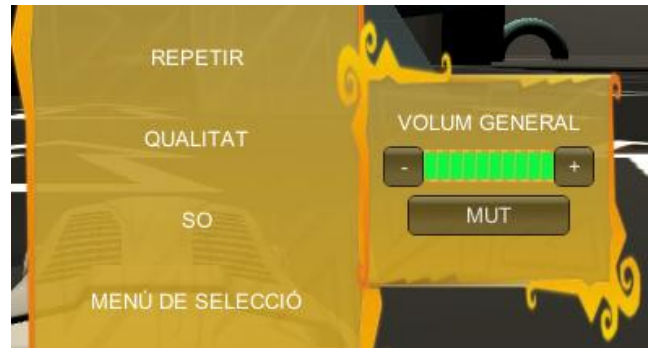 REPETIR
QUALITAT
SO
MENÚ DE SELECCIÓ
VOLUM GENERAL
- +
MUT